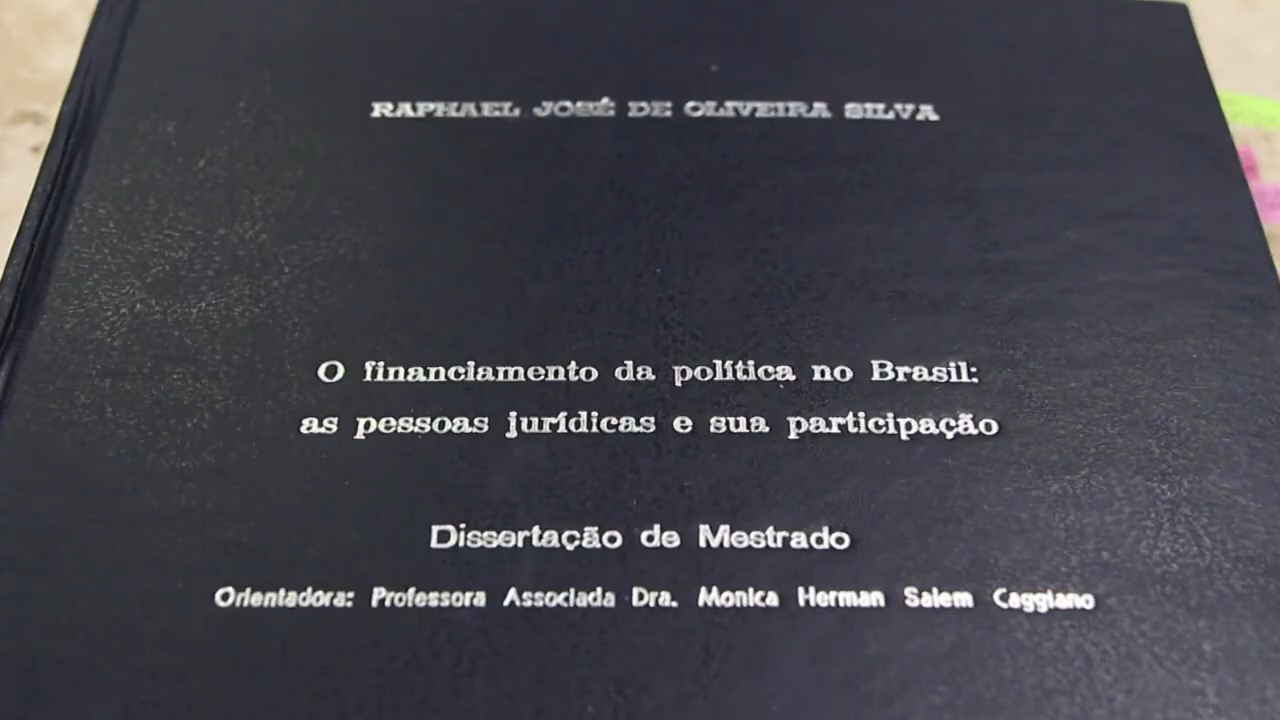 RAPHAEL JOSÉ DE OLIVEIRA SILVA
O financiamento da política no Brasil:
as pessoas jurídicas e sua participação
Dissertação de Mestrado
Orientadora: Professora Associada Dra. Monica Herman Salem Caggiano